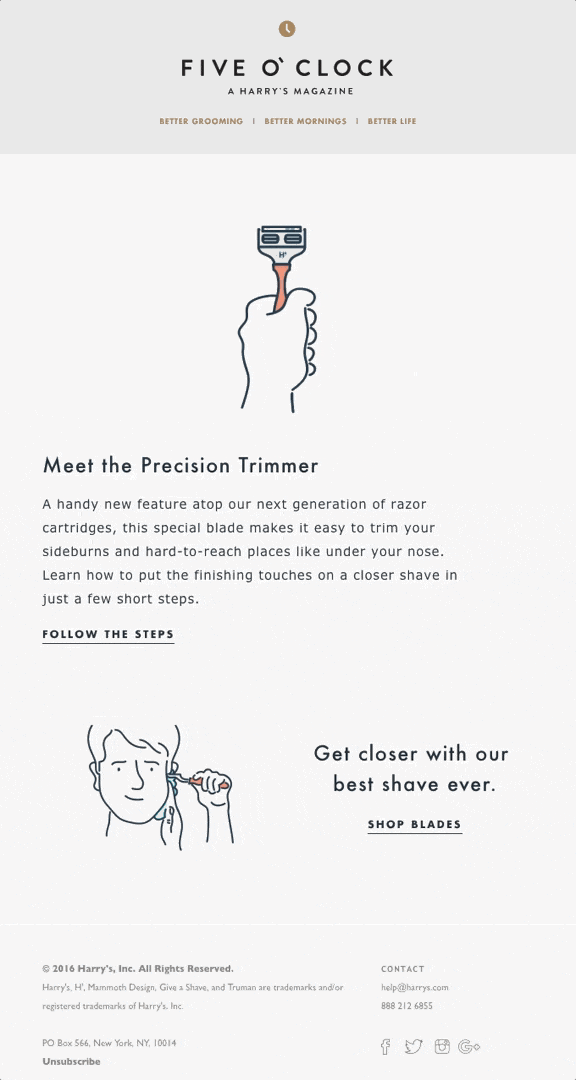 FIVE O' CLOCK
A HARRY'S MAGAZINE
BETTER GROOMING | BETTER MORNINGS | BETTER LIFE
H'
Meet the Precision Trimmer
A handy new feature atop our next generation of razor
cartridges, this special blade makes it easy to trim your
sideburns and hard-to-reach places like under your nose.
Learn how to put the finishing touches on a closer shave in
just a few short steps.
FOLLOW THE STEPS
Get closer with our
best shave ever.
SHOP BLADES
© 2016 Harry's, Inc. All Rights Reserved.
Harry's, H', Mammoth Design, Give a Shave, and Truman are trademarks and/or
registered trademarks of Harry's. Inc.
PO Box 566, New York, NY, 10014
Unsubscribe
CONTACT
help@harrys.com
888 212 6855